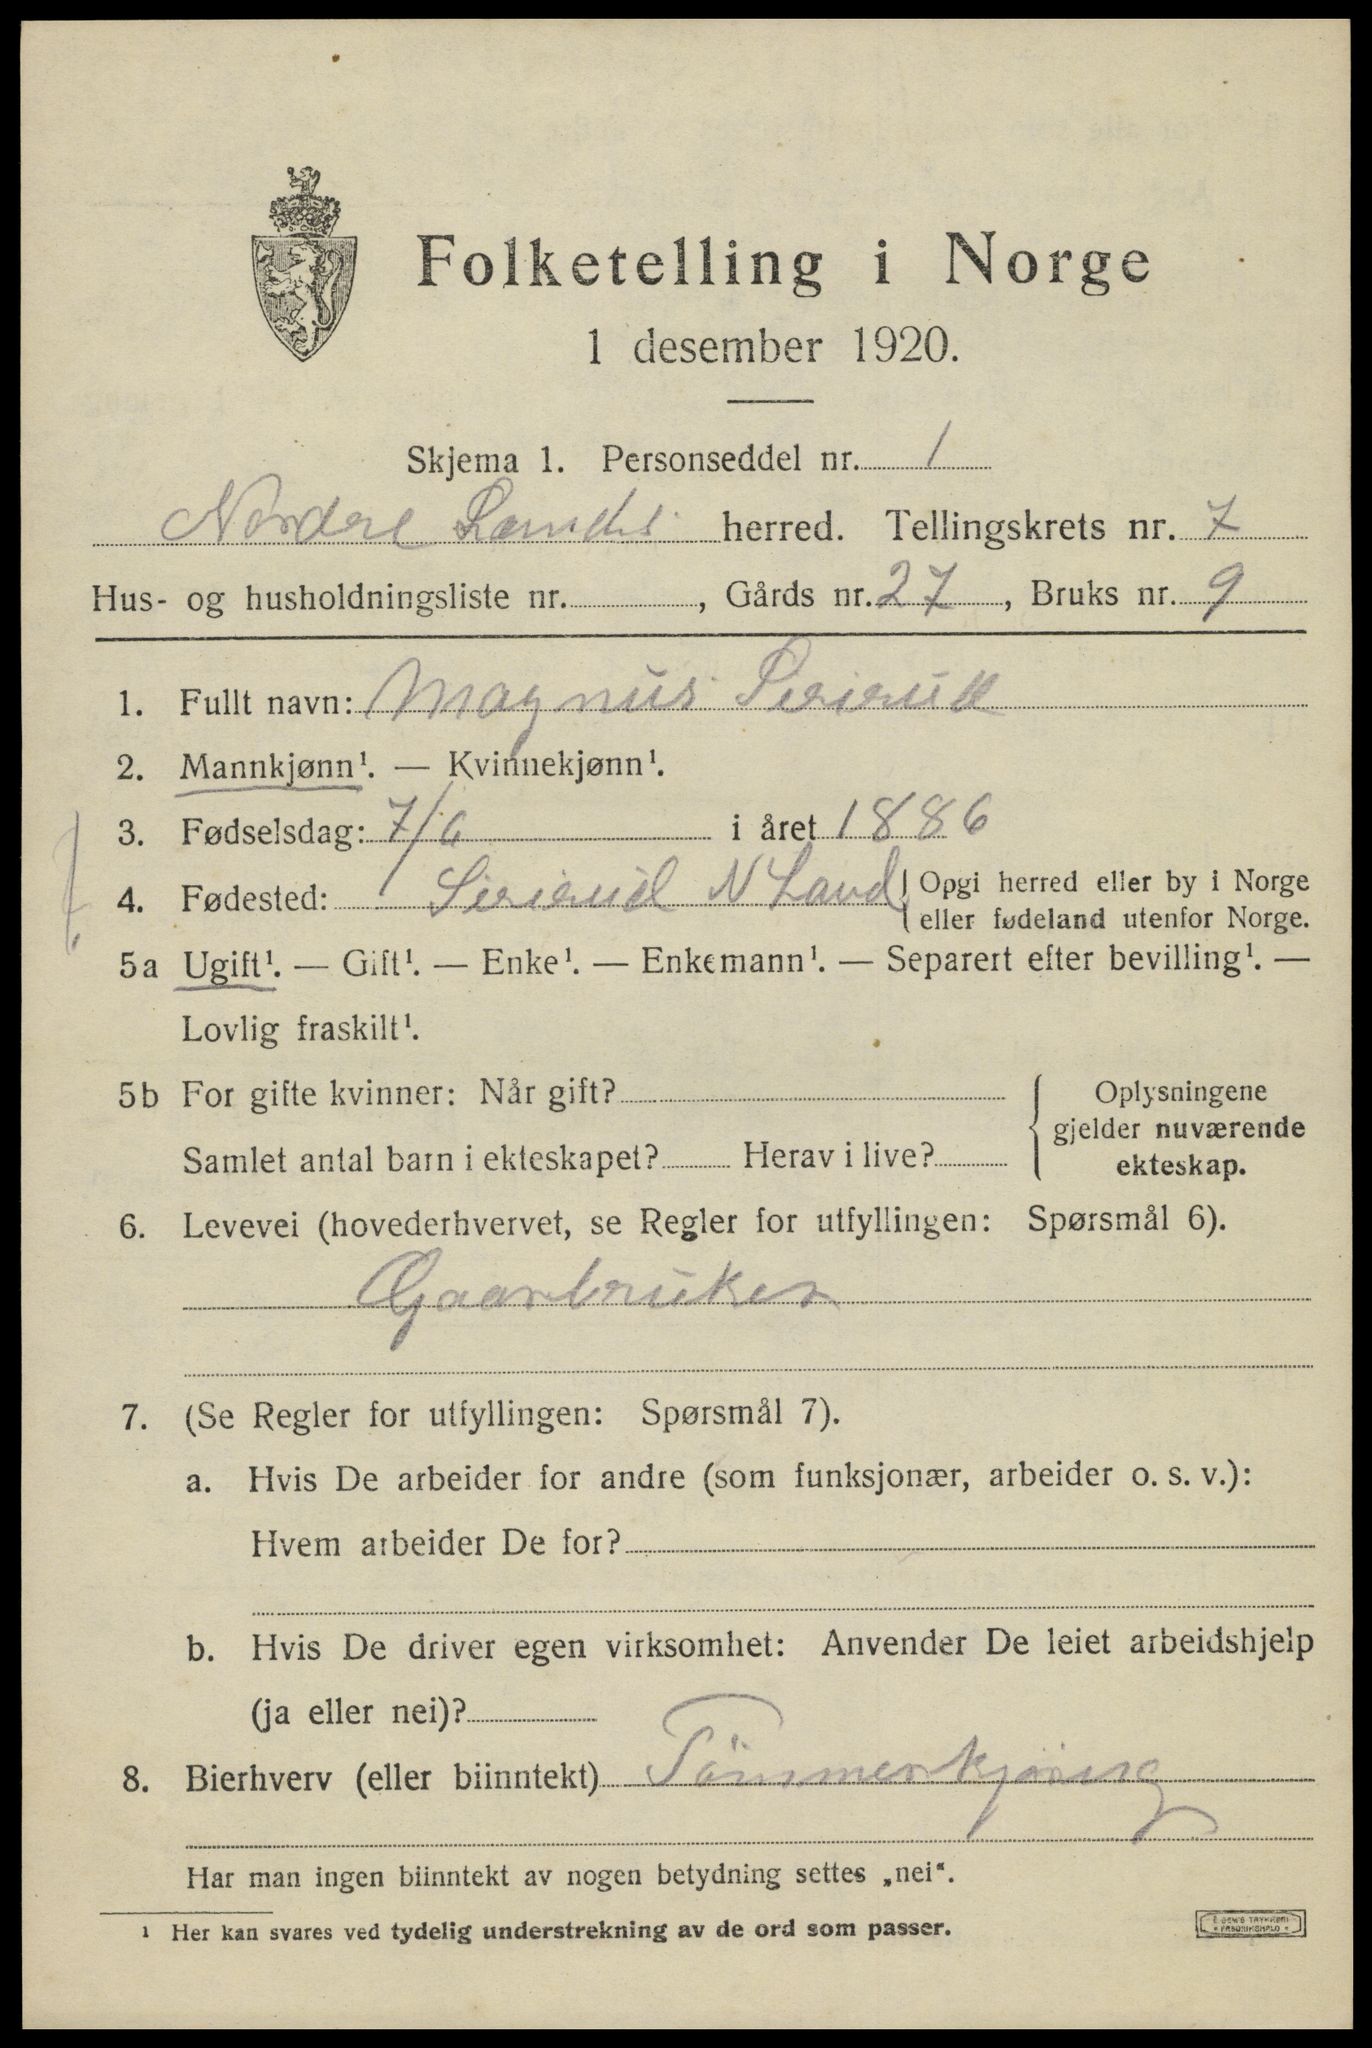 Folketelling i Norge
1 desember 1920.
Skjema 1. Personseddel nr. 1
Nordre Lands herred. Tellingskrets nr. 7
Hus- og husholdningsliste nr. , Gårds nr. 27, Bruks nr. 9
1. Fullt navn: Magnus
2. Mannkjønn¹. — Kvinnekjønn¹.
3. Fødselsdag: 7/6 i året 1886
4. Fødested: N Land { Opgi herred eller by i Norge
eller fødeland utenfor Norge.
5a Ugift¹. — Gift¹. — Enke¹. — Enkemann¹. — Separert efter bevilling¹. —
Lovlig fraskilt¹.
5b For gifte kvinner: Når gift?
Samlet antal barn i ekteskapet? Herav i live?
{ Oplysningene
gjelder nuværende
ekteskap.
6. Levevei (hovederhvervet, se Regler for utfyllingen: Spørsmål 6).
Gaarbruker
7. (Se Regler for utfyllingen: Spørsmål 7).
a. Hvis De arbeider for andre (som funksjonær, arbeider o. s. v.):
Hvem arbeider De for?
b. Hvis De driver egen virksomhet: Anvender De leiet arbeidshjelp
(ja eller nei)?
8. Bierhverv (eller biinntekt) Tömmerkjøring
Har man ingen biinntekt av nogen betydning settes „nei“.
¹ Her kan svares ved tydelig understrekning av de ord som passer.